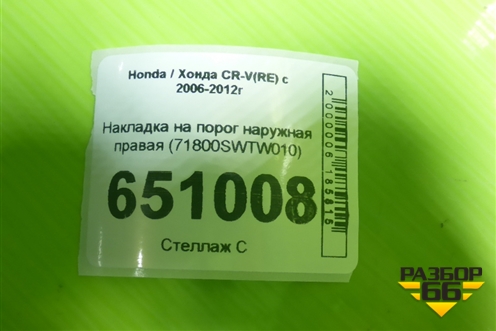 Honda / Хонда CR-V(RE) с
2006-2012г
Накладка на порог наружная
правая (71800SWTW010)
651008
Стеллаж С
2000006185815
РАЗБОР
66